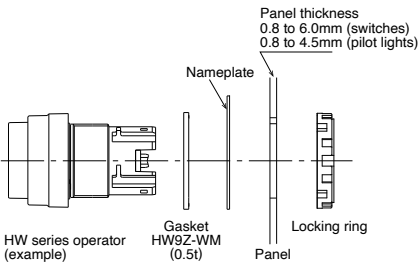 Panel thickness
0.8 to 6.0mm (switches)
0.8 to 4.5mm (pilot lights)
Nameplate
Gasket
HW9Z-WM
(0.5t)
Locking ring
HW series operator
(example)
Panel